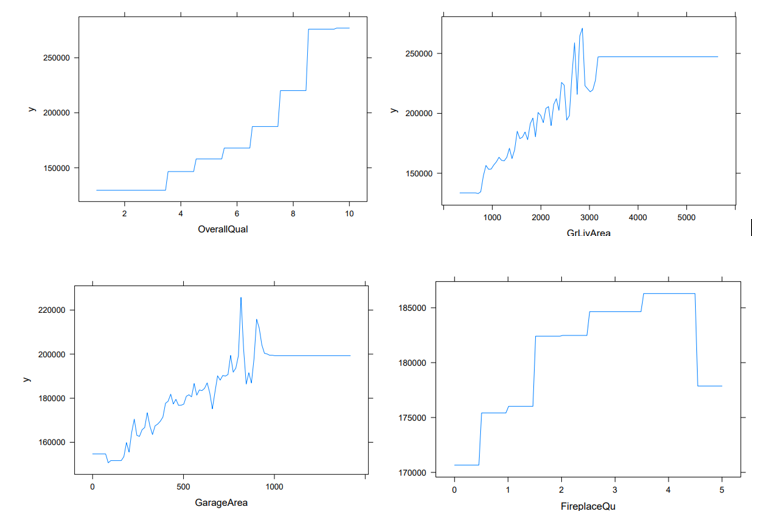 250000
200000
150000
y
2 4 6 8 10
OverallQual
250000
200000
150000
y
1000 2000 3000 4000 5000
GrLivArea
220000
200000
180000
160000
y
0 500 1000
GarageArea
185000
180000
175000
170000
0 1 2 3 4 5
FireplaceQu